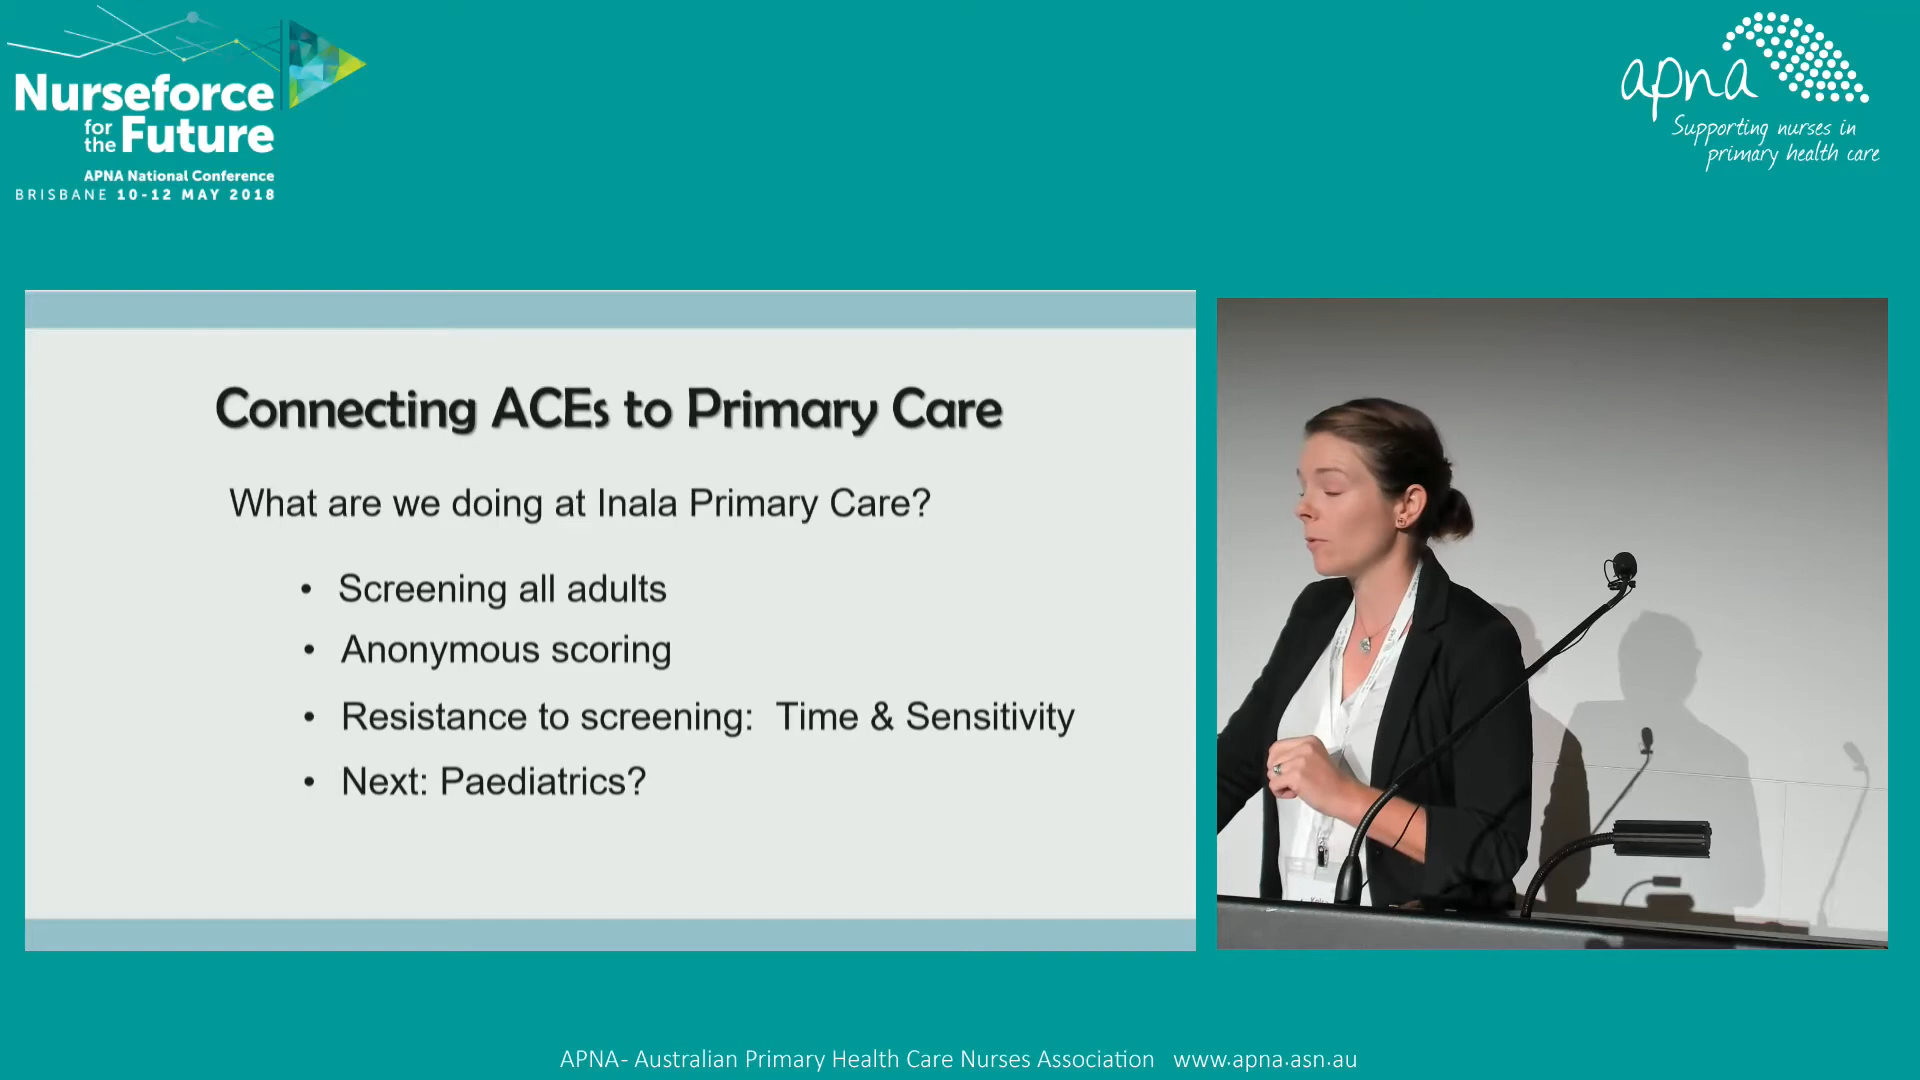 Nurseforce
for the Future
APNA National Conference
BRISBANE 10-12 MAY 2018
apna
Supporting nurses in
primary health care
Connecting ACEs to Primary Care
What are we doing at Inala Primary Care?
• Screening all adults
• Anonymous scoring
• Resistance to screening: Time & Sensitivity
• Next: Paediatrics?
APNA- Australian Primary Health Care Nurses Association www.apna.asn.au